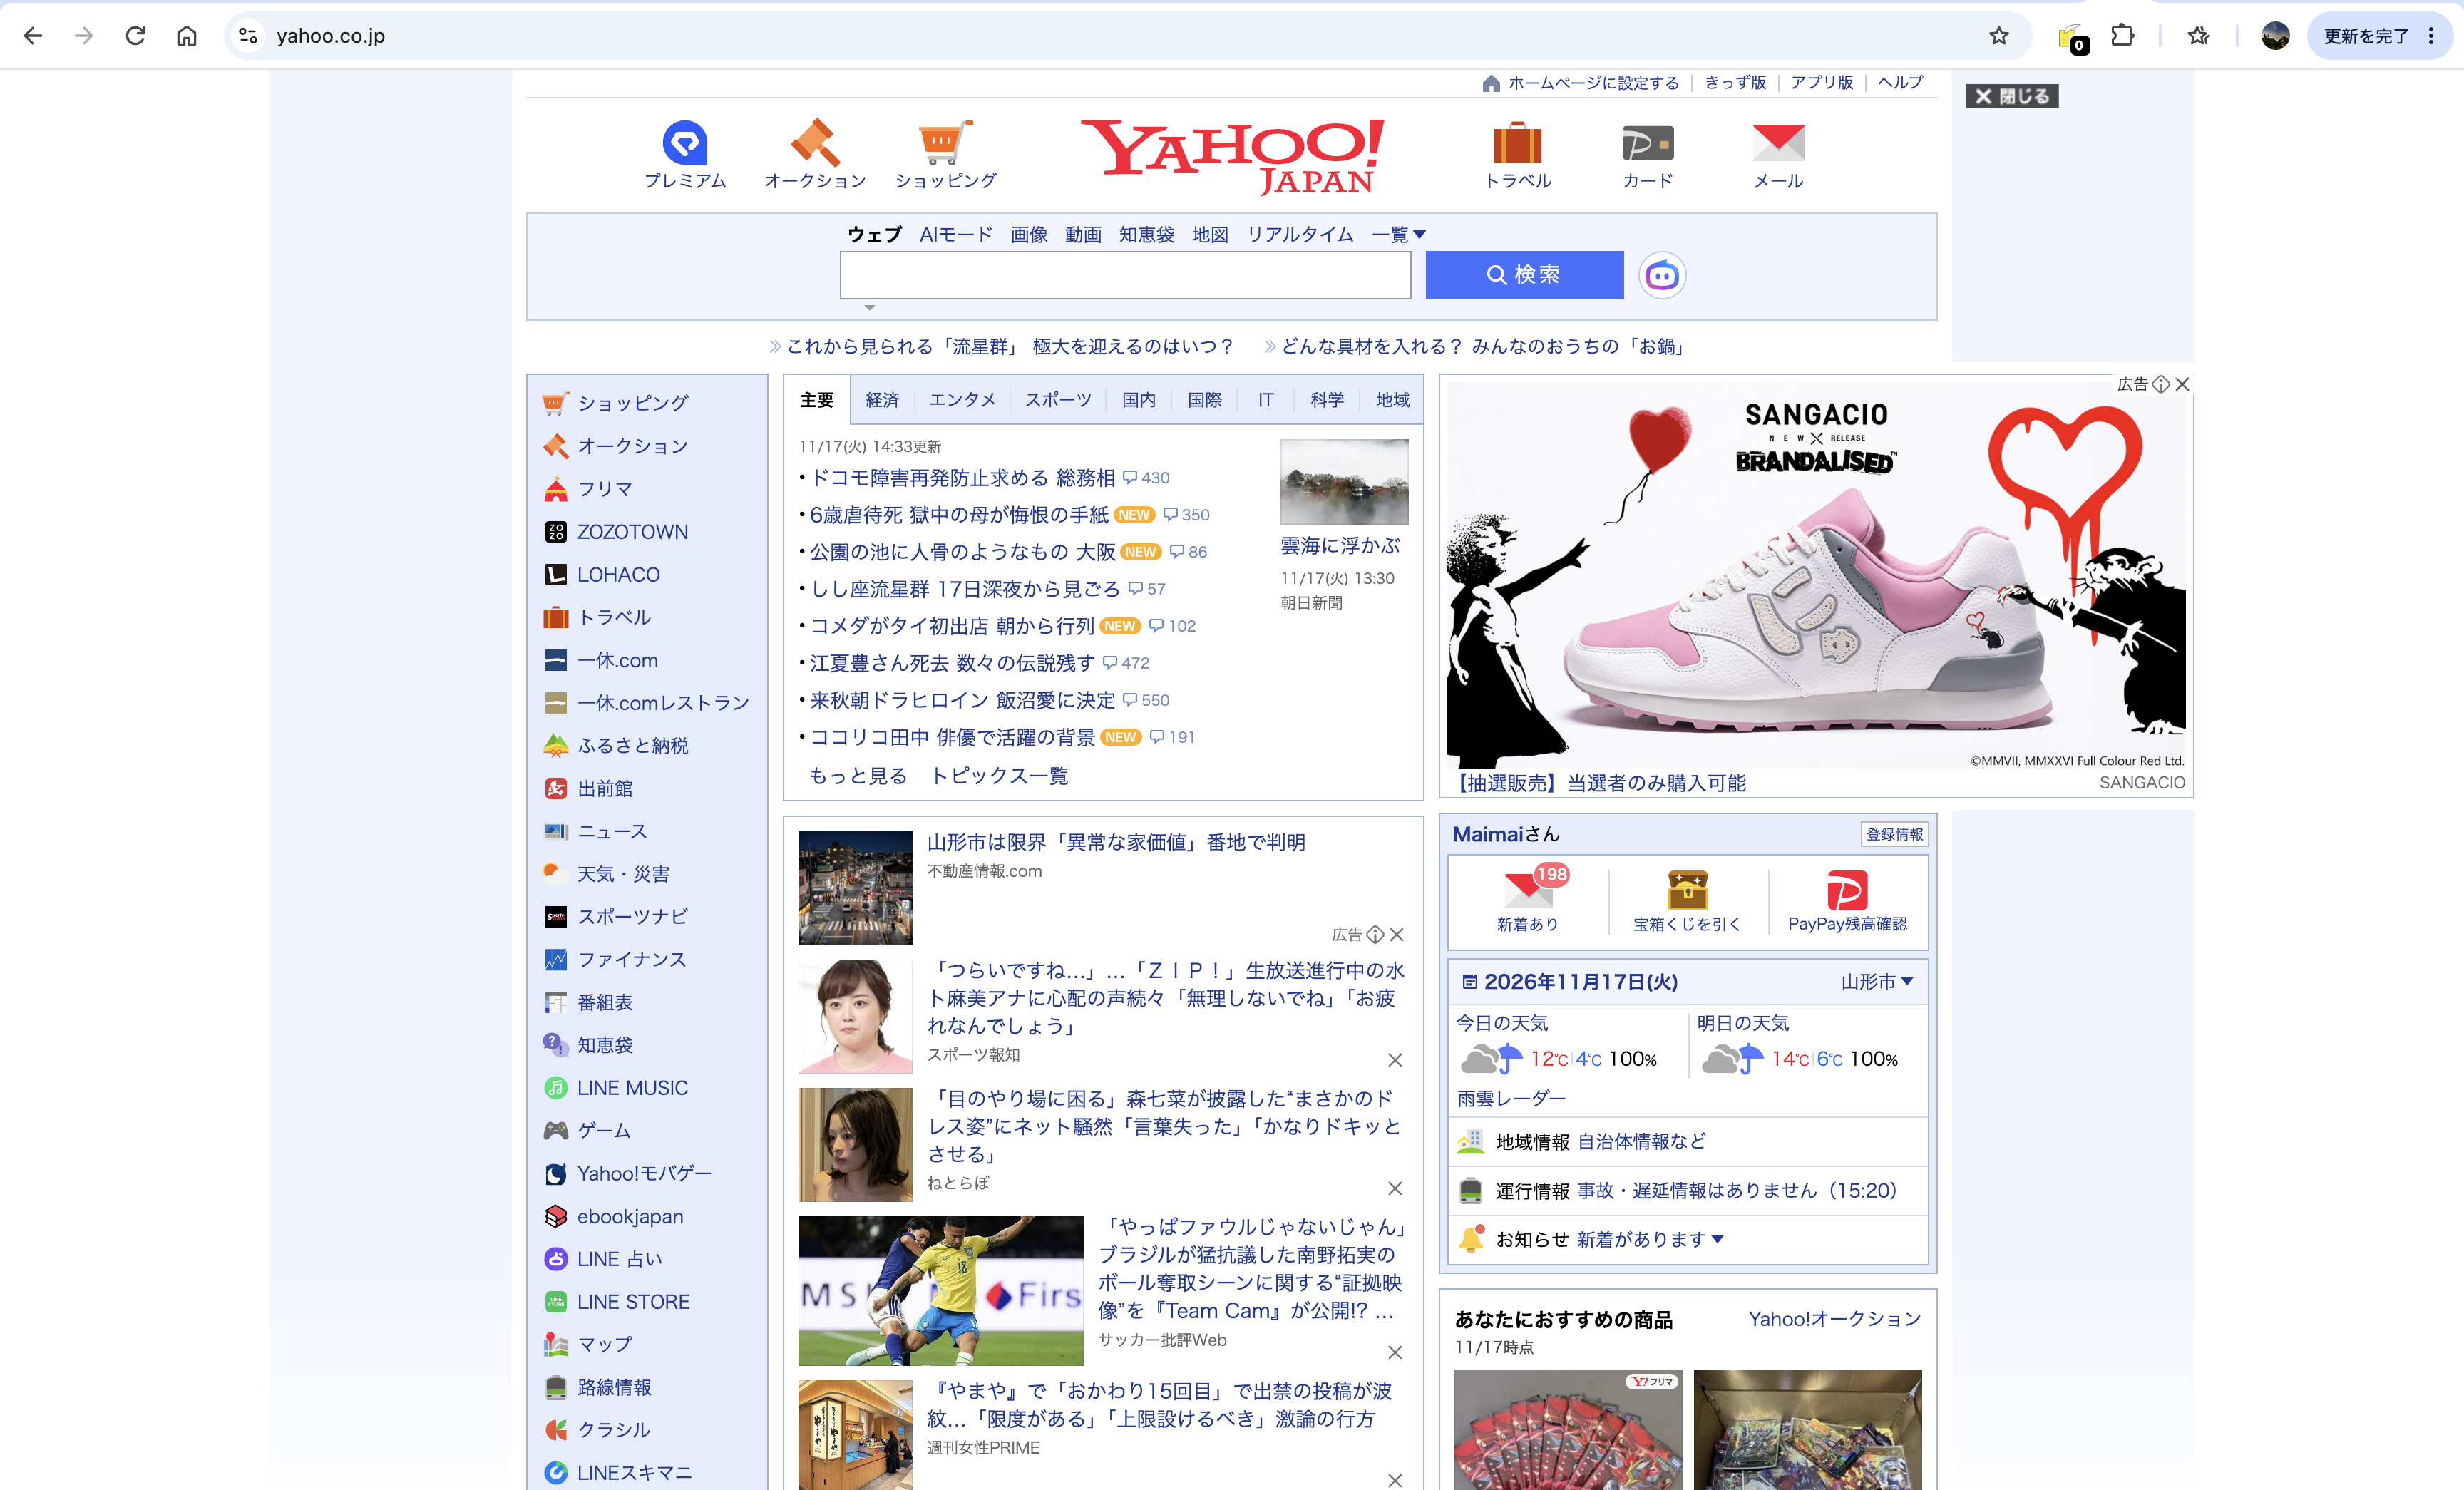 yahoo.co.jp
0
更新を完了
ホームページに設定する
きっず版
アプリ版
ヘルプ
閉じる
プレミアム
オークション
ショッピング
YAHOO!
JAPAN
トラベル
カード
メール
ウェブ AIモード 画像 動画 知恵袋 地図 リアルタイム 一覧
検索
これから見られる「流星群」 極大を迎えるのはいつ？
どんな具材を入れる？ みんなのおうちの「お鍋」
ショッピング
オークション
フリマ
ZOZOTOWN
LOHACO
トラベル
一休.com
一休.comレストラン
ふるさと納税
出前館
ニュース
天気・災害
スポーツナビ
ファイナンス
番組表
知恵袋
LINE MUSIC
ゲーム
Yahoo!モバゲー
ebookjapan
LINE 占い
LINE STORE
マップ
路線情報
クラシル
LINEスキマニ
主要 経済 エンタメ スポーツ 国内 国際 IT 科学 地域
11/17(火) 14:33更新
・ドコモ障害再発防止求める 総務相 430
・6歳虐待死 獄中の母が悔恨の手紙 NEW 350
・公園の池に人骨のようなもの 大阪 NEW 86
・しし座流星群 17日深夜から見ごろ 57
・コメダがタイ初出店 朝から行列 NEW 102
・江夏豊さん死去 数々の伝説残す 472
・来秋朝ドラヒロイン 飯沼愛に決定 550
・ココリコ田中 俳優で活躍の背景 NEW 191
もっと見る トピックス一覧
雲海に浮かぶ
11/17(火) 13:30
朝日新聞
山形市は限界「異常な家価値」番地で判明
不動産情報.com
広告
「つらいですね…」…「ＺＩＰ！」生放送進行中の水
ト麻美アナに心配の声続々「無理しないでね」「お疲
れなんでしょう」
スポーツ報知
「目のやり場に困る」森七菜が披露した“まさかのド
レス姿”にネット騒然「言葉失った」「かなりドキッと
させる」
ねとらぼ
「やっぱファウルじゃないじゃん」
ブラジルが猛抗議した南野拓実の
ボール奪取シーンに関する“証拠映
像”を『Team Cam』が公開!? …
サッカー批評Web
『やまや』で「おかわり15回目」で出禁の投稿が波
紋…「限度がある」「上限設けるべき」激論の行方
週刊女性PRIME
広告
SANGACIO
NEW X RELEASE
BRANDALISED™
©MMVII, MMXXVI Full Colour Red Ltd.
【抽選販売】当選者のみ購入可能
SANGACIO
Maimaiさん
登録情報
198
新着あり
宝箱くじを引く
PayPay残高確認
2026年11月17日(火)
山形市
今日の天気
12℃ 4℃ 100%
明日の天気
14℃ 6℃ 100%
雨雲レーダー
地域情報 自治体情報など
運行情報 事故・遅延情報はありません（15:20）
お知らせ 新着があります
あなたにおすすめの商品
Yahoo!オークション
11/17時点
Y!フリマ